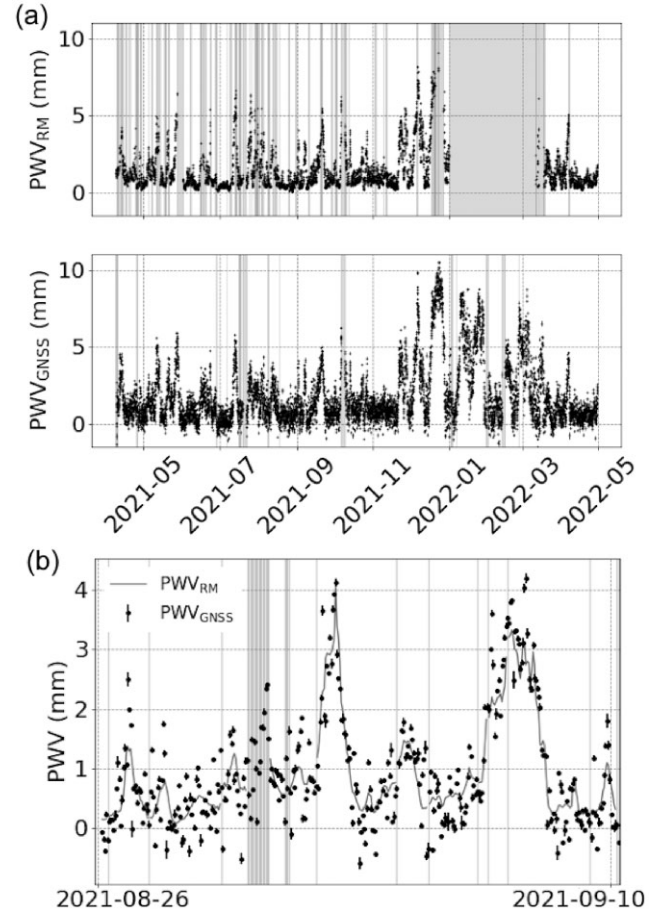 (a)
10
PWV_RM (mm)
5
0
10
PWV_GNSS (mm)
5
0
2021-05
2021-07
2021-09
2021-11
2022-01
2022-03
2022-05
(b)
4
PWV_RM
PWV_GNSS
3
PWV (mm)
2
1
0
2021-08-26
2021-09-10